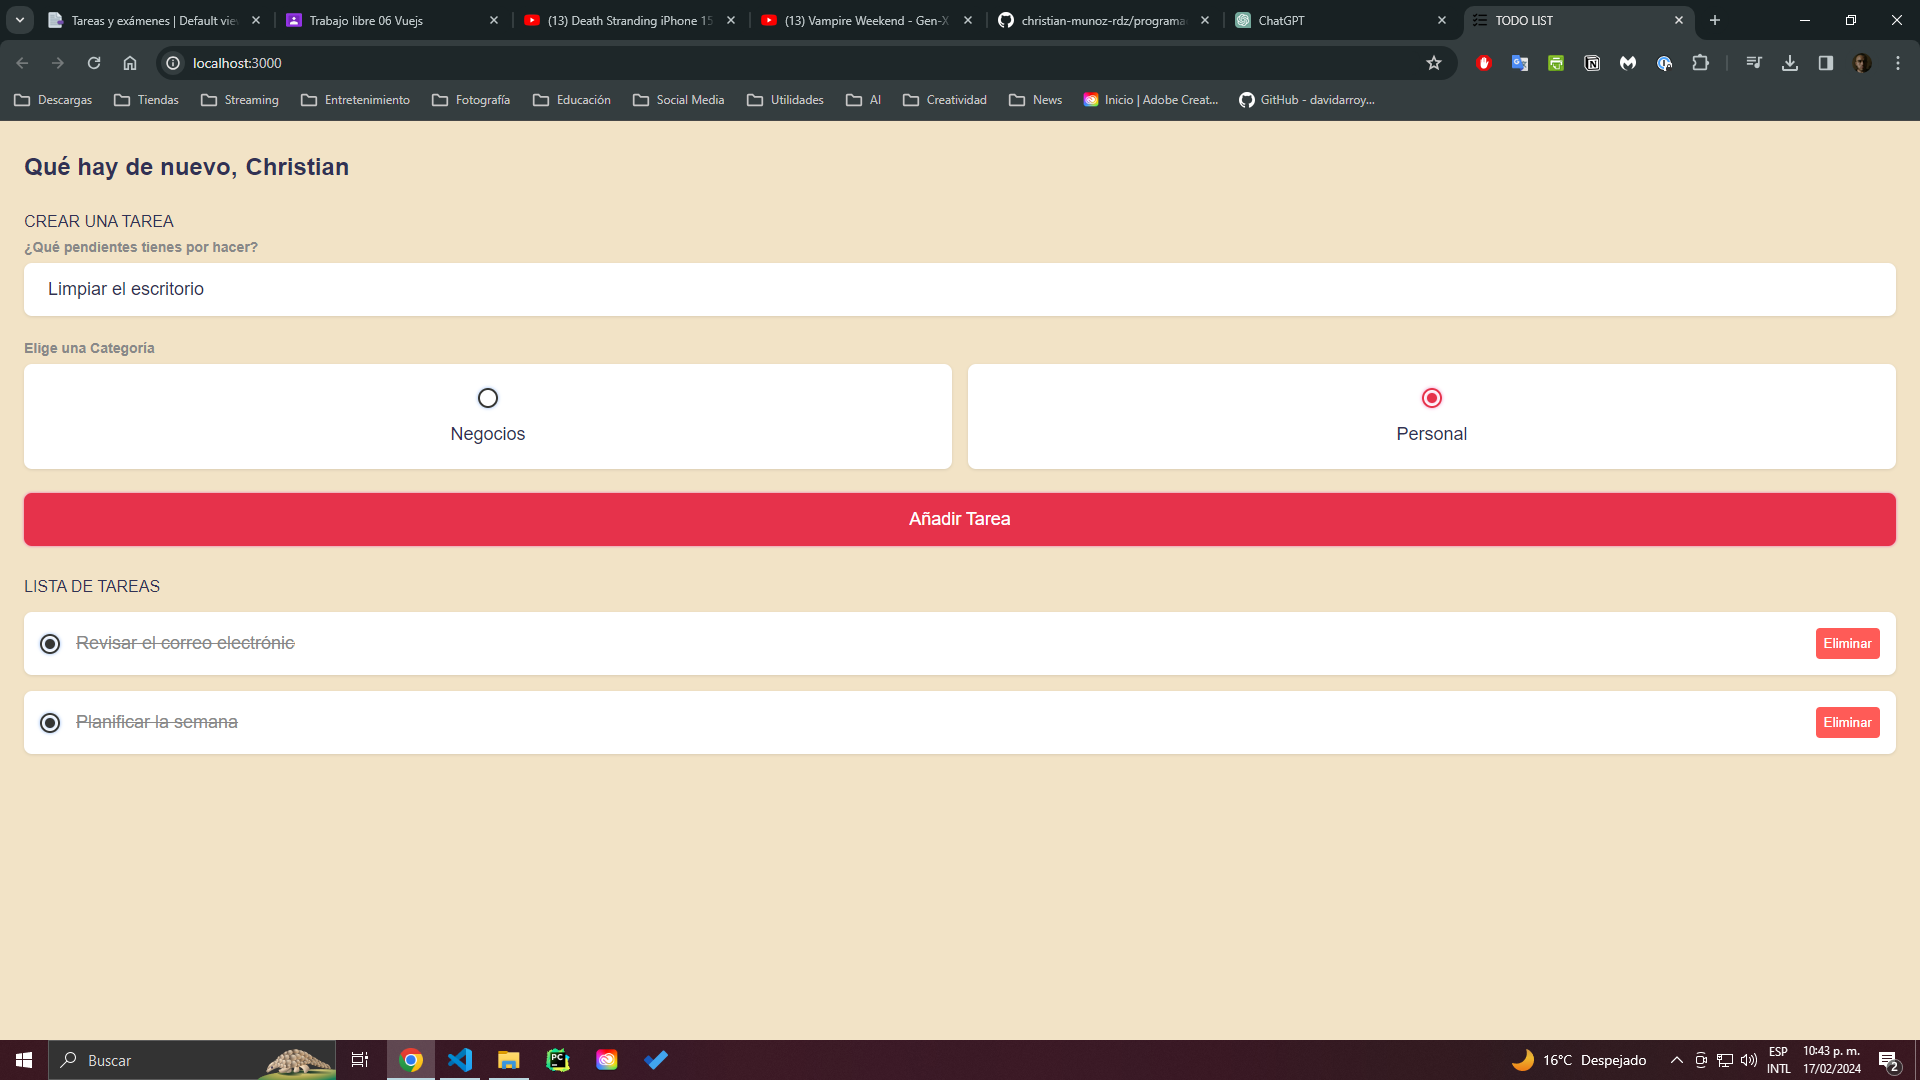 Tareas y exámenes | Default vie
Trabajo libre 06 Vuejs
(13) Death Stranding iPhone 15
(13) Vampire Weekend - Gen-X
christian-munoz-rdz/programa
ChatGPT
TODO LIST
localhost:3000
Descargas
Tiendas
Streaming
Entretenimiento
Fotografía
Educación
Social Media
Utilidades
AI
Creatividad
News
Inicio | Adobe Creat...
GitHub - davidarroy...
Qué hay de nuevo, Christian
CREAR UNA TAREA
¿Qué pendientes tienes por hacer?
Limpiar el escritorio
Elige una Categoría
Negocios
Personal
Añadir Tarea
LISTA DE TAREAS
Revisar el correo electrónic
Eliminar
Planificar la semana
Eliminar
Buscar
PC
16°C Despejado
ESP
INTL
10:43 p. m.
17/02/2024
2